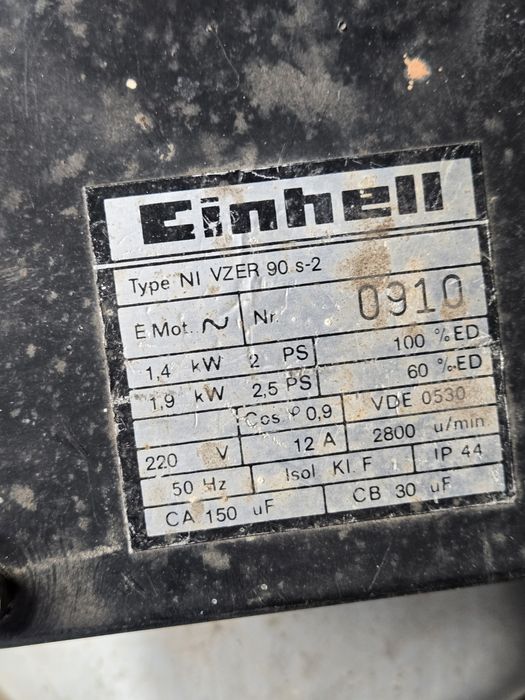 Einhell
Type NI VZER 90 s-2
E Mot. ~ Nr. 0910
1,4 kW 2 PS 100 %ED
1,9 kW 2,5 PS 60 %ED
Cos φ 0,9 VDE 0530
220 V 12 A 2800 u/min
50 Hz Isol Kl. F IP 44
CA 150 uF CB 30 uF